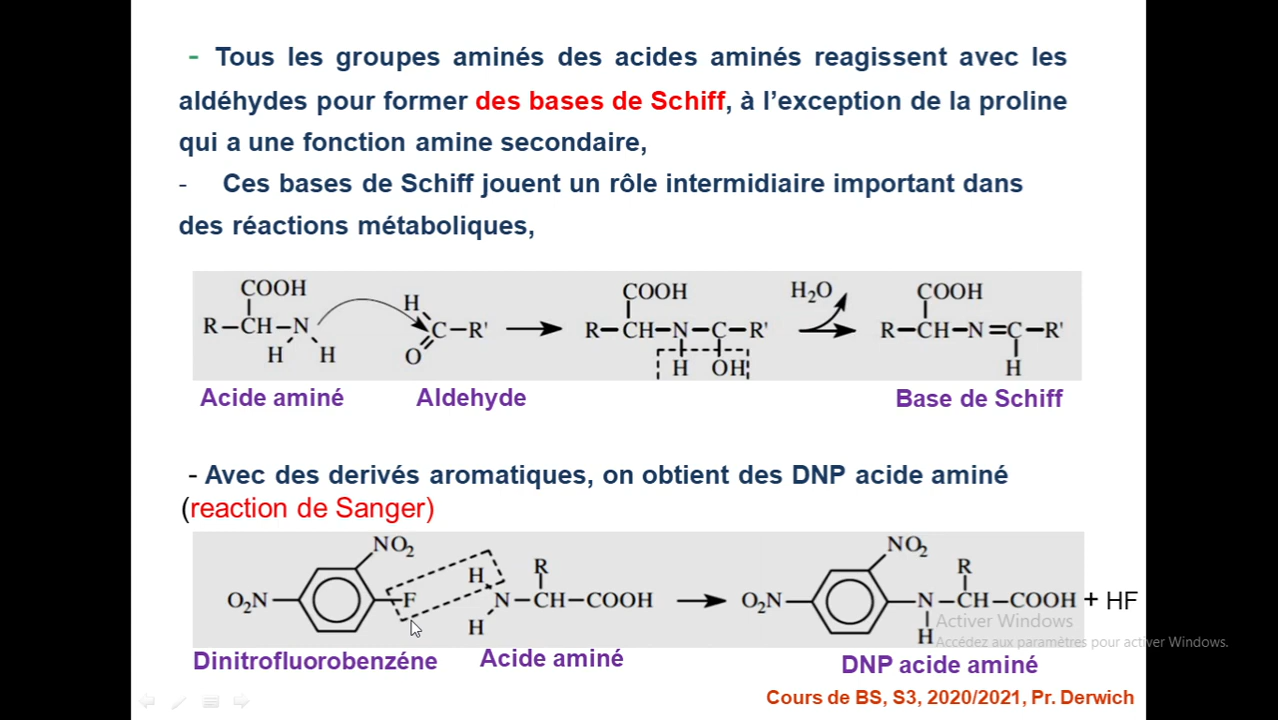 - Tous les groupes aminés des acides aminés reagissent avec les
aldéhydes pour former des bases de Schiff, à l'exception de la proline
qui a une fonction amine secondaire,
- Ces bases de Schiff jouent un rôle intermidiaire important dans
des réactions métaboliques,
COOH
R–CH–N
H H
H
C–R'
O
COOH
R–CH–N–C–R'
H OH
H₂O
COOH
R–CH–N=C–R'
H
Acide aminé
Aldehyde
Base de Schiff
- Avec des derivés aromatiques, on obtient des DNP acide aminé
(reaction de Sanger)
NO₂
O₂N
F
H
R
N–CH–COOH
H
NO₂
R
O₂N
N–CH–COOH + HF
H
Activer Windows
Accédez aux paramètres pour activer Windows.
Dinitrofluorobenzéne
Acide aminé
DNP acide aminé
Cours de BS, S3, 2020/2021, Pr. Derwich